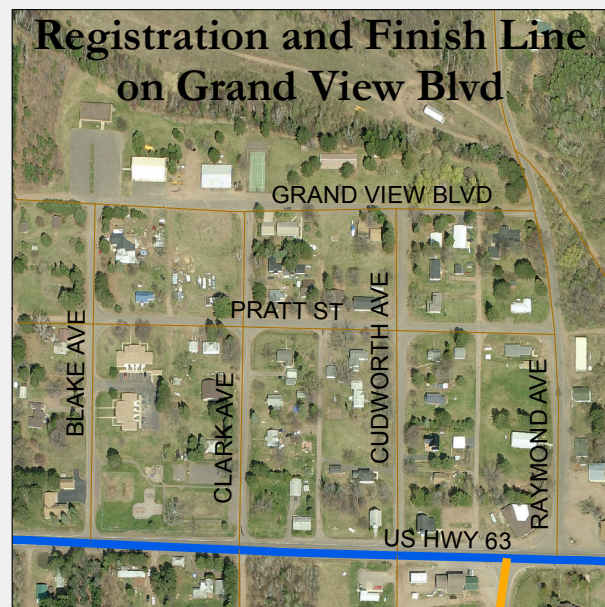 Registration and Finish Line
on Grand View Blvd
GRAND VIEW BLVD
PRATT ST
BLAKE AVE
CLARK AVE
CUDWORTH AVE
RAYMOND AVE
US HWY 63